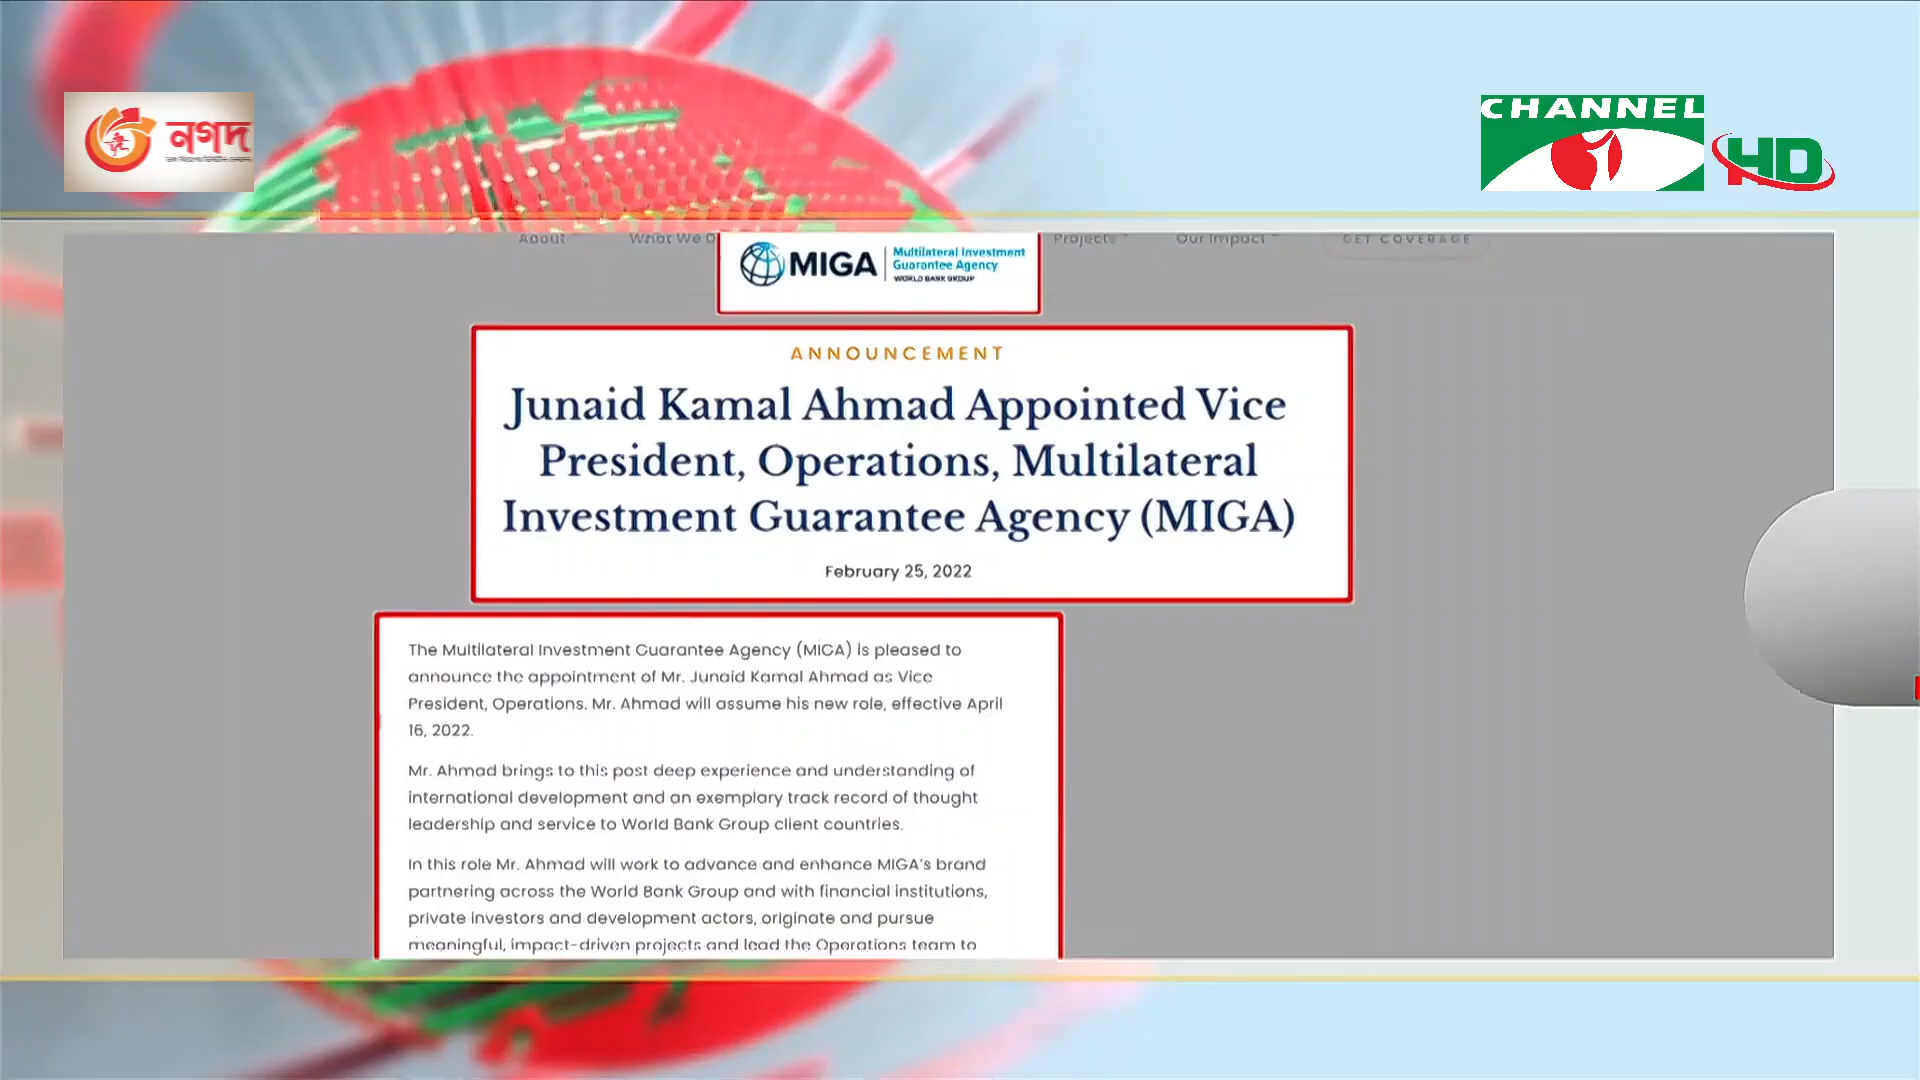 নগদ
CHANNEL
HD
About
What We D
Projects
Our Impact
GET COVERAGE
MIGA
Multilateral Investment
Guarantee Agency
WORLD BANK GROUP
ANNOUNCEMENT
Junaid Kamal Ahmad Appointed Vice
President, Operations, Multilateral
Investment Guarantee Agency (MIGA)
February 25, 2022
The Multilateral Investment Guarantee Agency (MIGA) is pleased to
announce the appointment of Mr. Junaid Kamal Ahmad as Vice
President, Operations. Mr. Ahmad will assume his new role, effective April
16, 2022.
Mr. Ahmad brings to this post deep experience and understanding of
international development and an exemplary track record of thought
leadership and service to World Bank Group client countries.
In this role Mr. Ahmad will work to advance and enhance MIGA's brand
partnering across the World Bank Group and with financial institutions,
private investors and development actors, originate and pursue
meaningful, impact-driven projects and lead the Operations team to